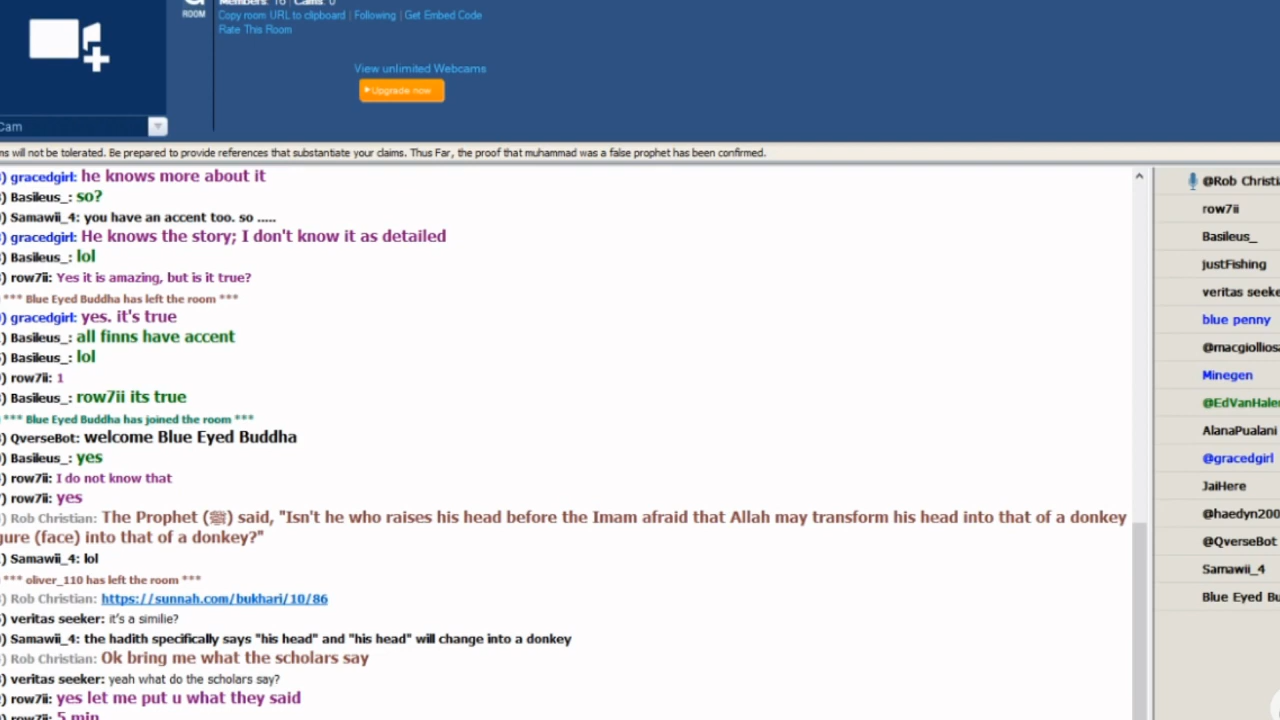 Members: 16 | Cams: 0
ROOM
Copy room URL to clipboard | Following | Get Embed Code
Rate This Room
View unlimited Webcams
Upgrade now
Cam
ms will not be tolerated. Be prepared to provide references that substantiate your claims. Thus Far, the proof that muhammad was a false prophet has been confirmed.
) gracedgirl: he knows more about it
) Basileus_: so?
) Samawii_4: you have an accent too. so .....
) gracedgirl: He knows the story; I don't know it as detailed
) Basileus_: lol
) row7ii: Yes it is amazing, but is it true?
*** Blue Eyed Buddha has left the room ***
) gracedgirl: yes. it's true
) Basileus_: all finns have accent
) Basileus_: lol
) row7ii: 1
) Basileus_: row7ii its true
*** Blue Eyed Buddha has joined the room ***
) QverseBot: welcome Blue Eyed Buddha
) Basileus_: yes
) row7ii: I do not know that
) row7ii: yes
) Rob Christian: The Prophet (ﷺ) said, "Isn't he who raises his head before the Imam afraid that Allah may transform his head into that of a donkey
gure (face) into that of a donkey?"
) Samawii_4: lol
*** oliver_110 has left the room ***
) Rob Christian: https://sunnah.com/bukhari/10/86
) veritas seeker: it's a similie?
) Samawii_4: the hadith specifically says "his head" and "his head" will change into a donkey
) Rob Christian: Ok bring me what the scholars say
) veritas seeker: yeah what do the scholars say?
) row7ii: yes let me put u what they said
) row7ii: 5 min
@Rob Christia
row7ii
Basileus_
justFishing
veritas seeke
blue penny
@macgiolliosa
Minegen
@EdVanHalen
AlanaPualani
@gracedgirl
JaiHere
@haedyn200
@QverseBot
Samawii_4
Blue Eyed Bu